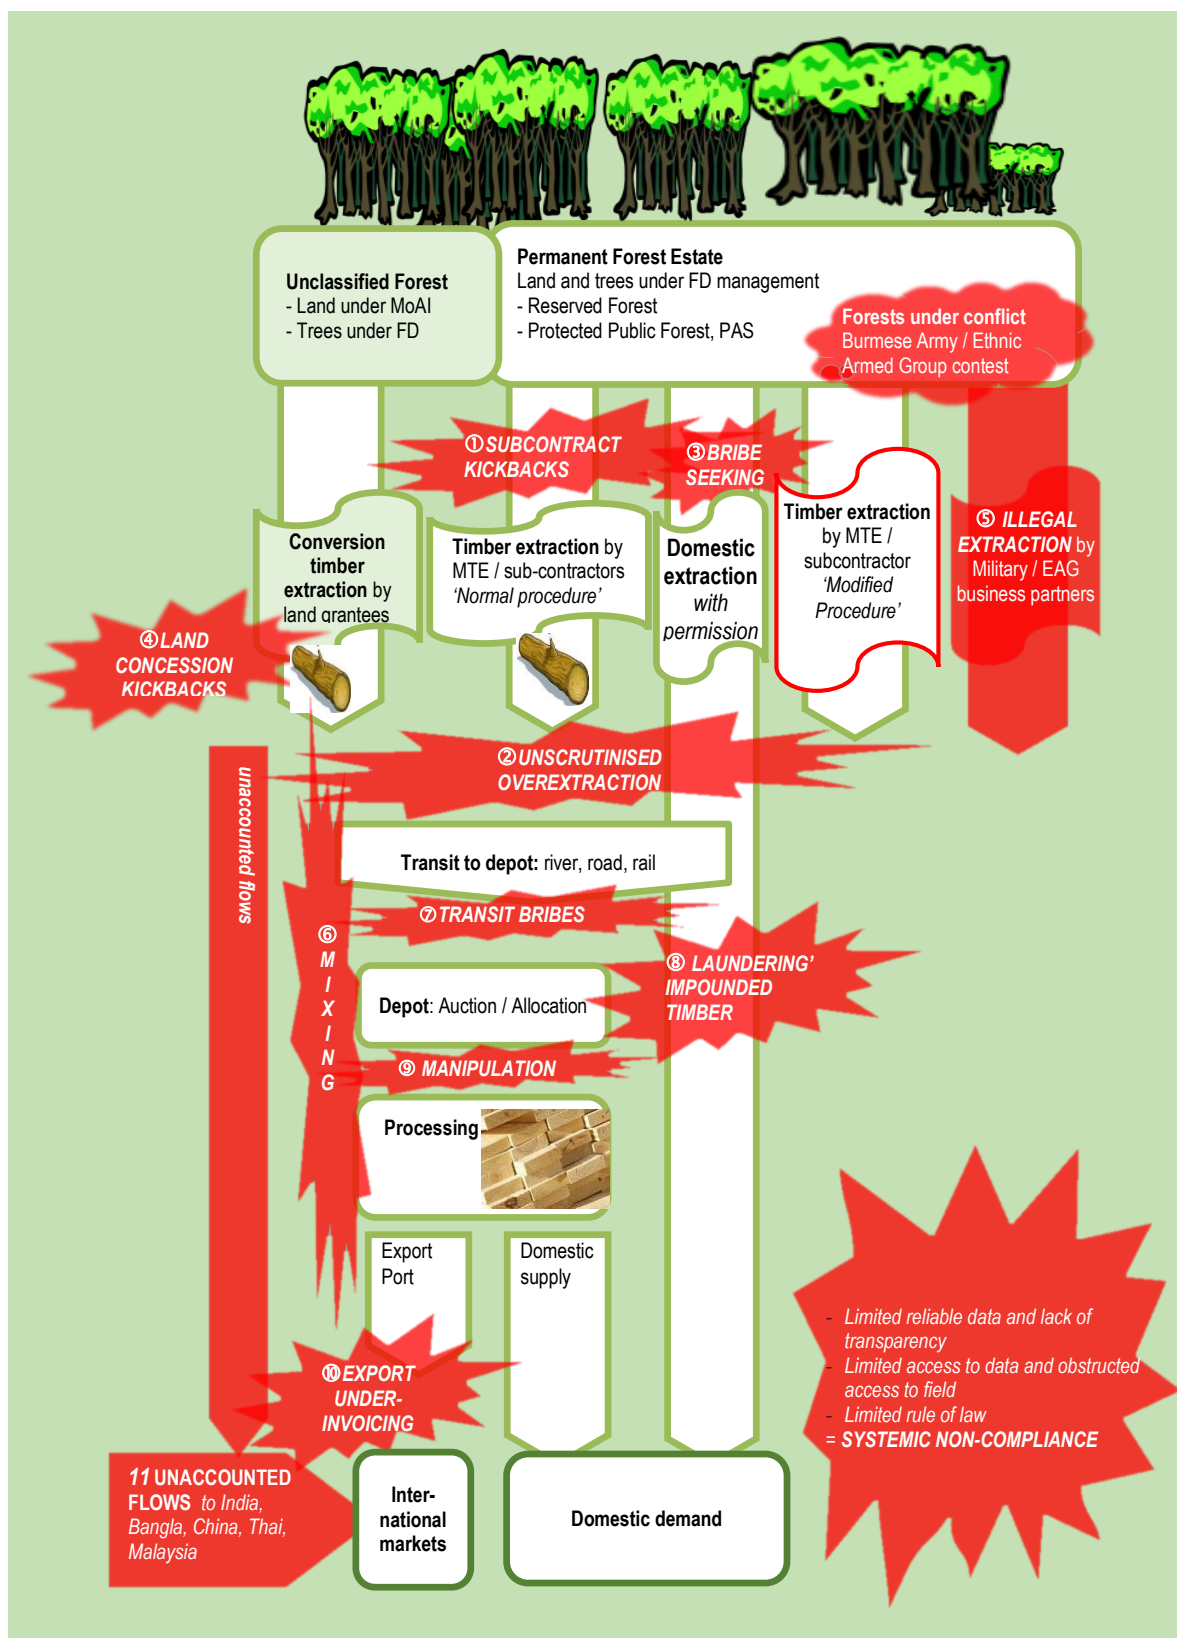 Unclassified Forest
- Land under MoAI
- Trees under FD
Permanent Forest Estate
Land and trees under FD management
- Reserved Forest
- Protected Public Forest, PAS
Forests under conflict
Burmese Army / Ethnic
Armed Group contest
①SUBCONTRACT
KICKBACKS
③BRIBE
SEEKING
Conversion
timber
extraction by
land grantees
Timber extraction by
MTE / sub-contractors
‘Normal procedure’
Domestic
extraction
with
permission
Timber extraction
by MTE /
subcontractor
‘Modified
Procedure’
⑤ ILLEGAL
EXTRACTION by
Military / EAG
business partners
④LAND
CONCESSION
KICKBACKS
②UNSCRUTINISED
OVEREXTRACTION
unaccounted flows
Transit to depot: river, road, rail
⑦TRANSIT BRIBES
⑥
M
I
X
I
N
G
⑧ LAUNDERING’
IMPOUNDED
TIMBER
Depot: Auction / Allocation
⑨ MANIPULATION
Processing
Export
Port
Domestic
supply
⑩EXPORT
UNDER-
INVOICING
- Limited reliable data and lack of
transparency
- Limited access to data and obstructed
access to field
- Limited rule of law
= SYSTEMIC NON-COMPLIANCE
11 UNACCOUNTED
FLOWS to India,
Bangla, China, Thai,
Malaysia
Inter-
national
markets
Domestic demand